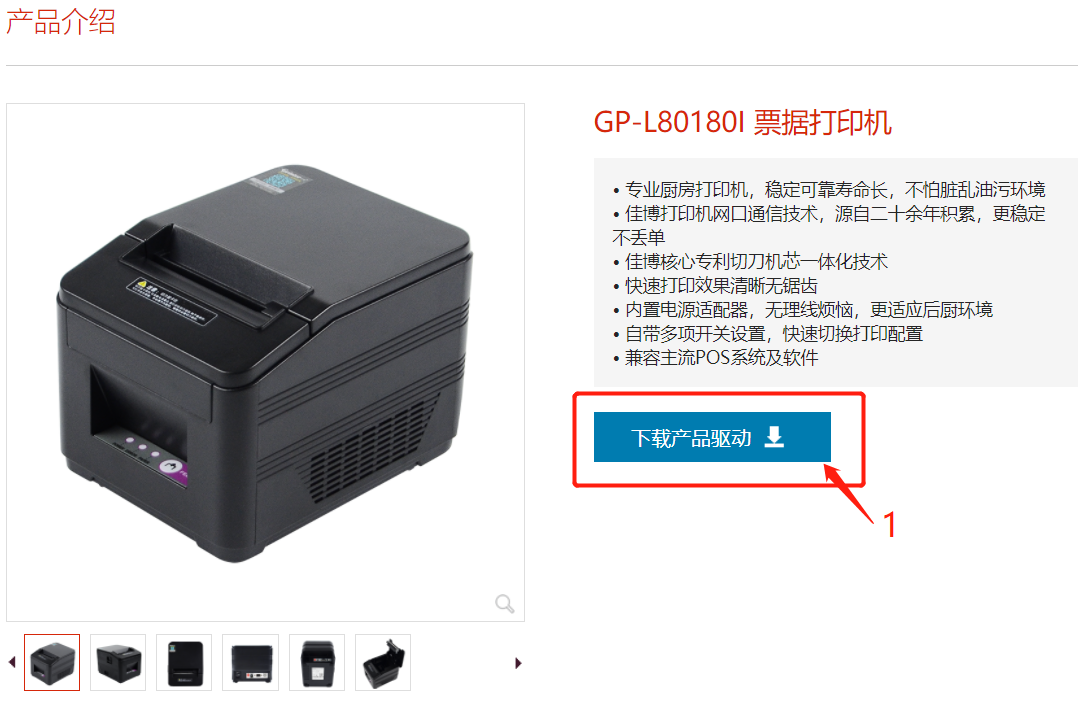 产品介绍
GP-L80180I 票据打印机
• 专业厨房打印机，稳定可靠寿命长，不怕脏乱油污环境
• 佳博打印机网口通信技术，源自二十余年积累，更稳定
不丢单
• 佳博核心专利切刀机芯一体化技术
• 快速打印效果清晰无锯齿
• 内置电源适配器，无理线烦恼，更适应后厨环境
• 自带多项开关设置，快速切换打印配置
• 兼容主流POS系统及软件
下载产品驱动
1